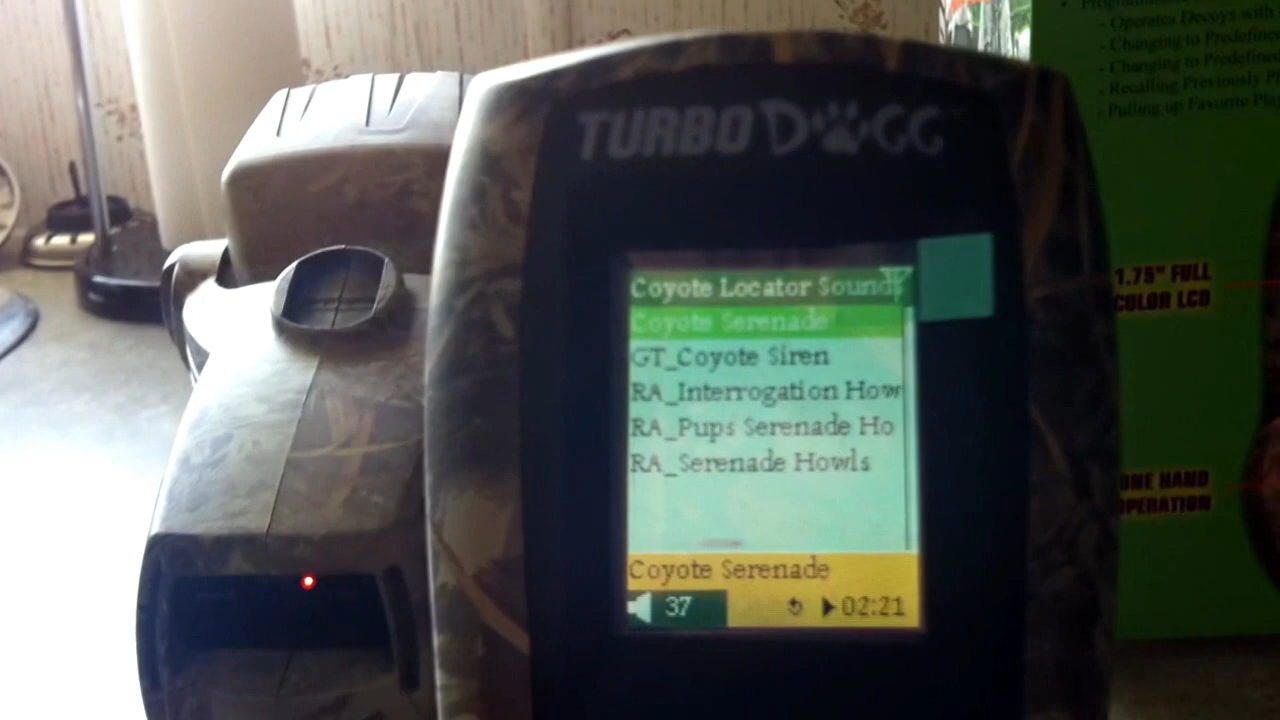 TURBO DOGG
Coyote Locator Sound
Coyote Serenade
GT_Coyote Siren
RA_Interrogation How
RA_Pups Serenade Ho
RA_Serenade Howls
Coyote Serenade
37 02:21
- Operates Decoys with
- Changing to Predefine
- Changing to Predefine
- Recalling Previously
- Pulling up Favorite
1.75" FULL
COLOR LCD
ONE HAND
OPERATION